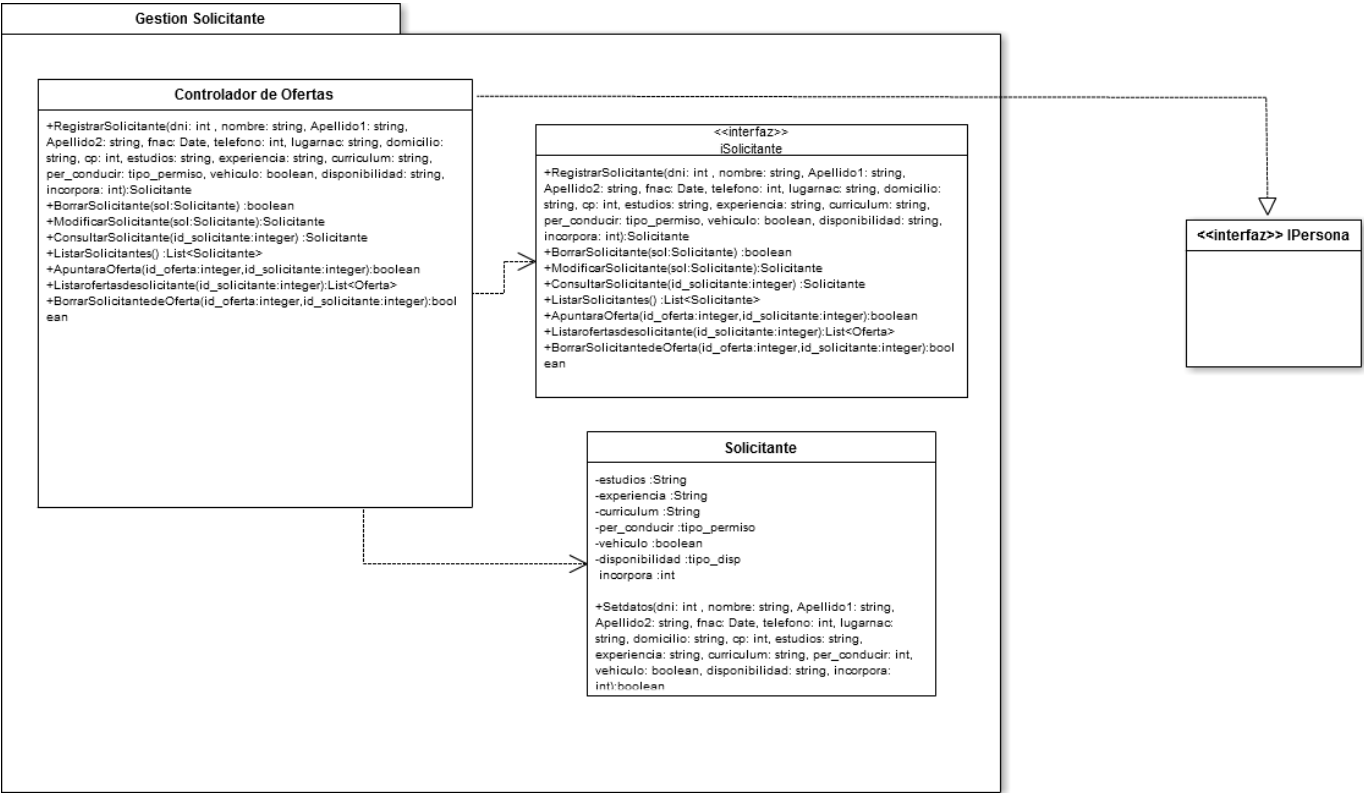 Gestion Solicitante
Controlador de Ofertas
+RegistrarSolicitante(dni: int , nombre: string, Apellido1: string,
Apellido2: string, fnac: Date, telefono: int, lugarnac: string, domicilio:
string, cp: int, estudios: string, experiencia: string, curriculum: string,
per_conducir: tipo_permiso, vehiculo: boolean, disponibilidad: string,
incorpora: int):Solicitante
+BorrarSolicitante(sol:Solicitante) :boolean
+ModificarSolicitante(sol:Solicitante):Solicitante
+ConsultarSolicitante(id_solicitante:integer) :Solicitante
+ListarSolicitantes() :List<Solicitante>
+ApuntaraOferta(id_oferta:integer,id_solicitante:integer):boolean
+Listarofertasdesolicitante(id_solicitante:integer):List<Oferta>
+BorrarSolicitantedeOferta(id_oferta:integer,id_solicitante:integer):bool
ean
<<interfaz>>
iSolicitante
+RegistrarSolicitante(dni: int , nombre: string, Apellido1: string,
Apellido2: string, fnac: Date, telefono: int, lugarnac: string, domicilio:
string, cp: int, estudios: string, experiencia: string, curriculum: string,
per_conducir: tipo_permiso, vehiculo: boolean, disponibilidad: string,
incorpora: int):Solicitante
+BorrarSolicitante(sol:Solicitante) :boolean
+ModificarSolicitante(sol:Solicitante):Solicitante
+ConsultarSolicitante(id_solicitante:integer) :Solicitante
+ListarSolicitantes() :List<Solicitante>
+ApuntaraOferta(id_oferta:integer,id_solicitante:integer):boolean
+Listarofertasdesolicitante(id_solicitante:integer):List<Oferta>
+BorrarSolicitantedeOferta(id_oferta:integer,id_solicitante:integer):bool
ean
<<interfaz>> IPersona
Solicitante
-estudios :String
-experiencia :String
-curriculum :String
-per_conducir :tipo_permiso
-vehiculo :boolean
-disponibilidad :tipo_disp
incorpora :int
+Setdatos(dni: int , nombre: string, Apellido1: string,
Apellido2: string, fnac: Date, telefono: int, lugarnac:
string, domicilio: string, cp: int, estudios: string,
experiencia: string, curriculum: string, per_conducir: int,
vehiculo: boolean, disponibilidad: string, incorpora:
int):boolean